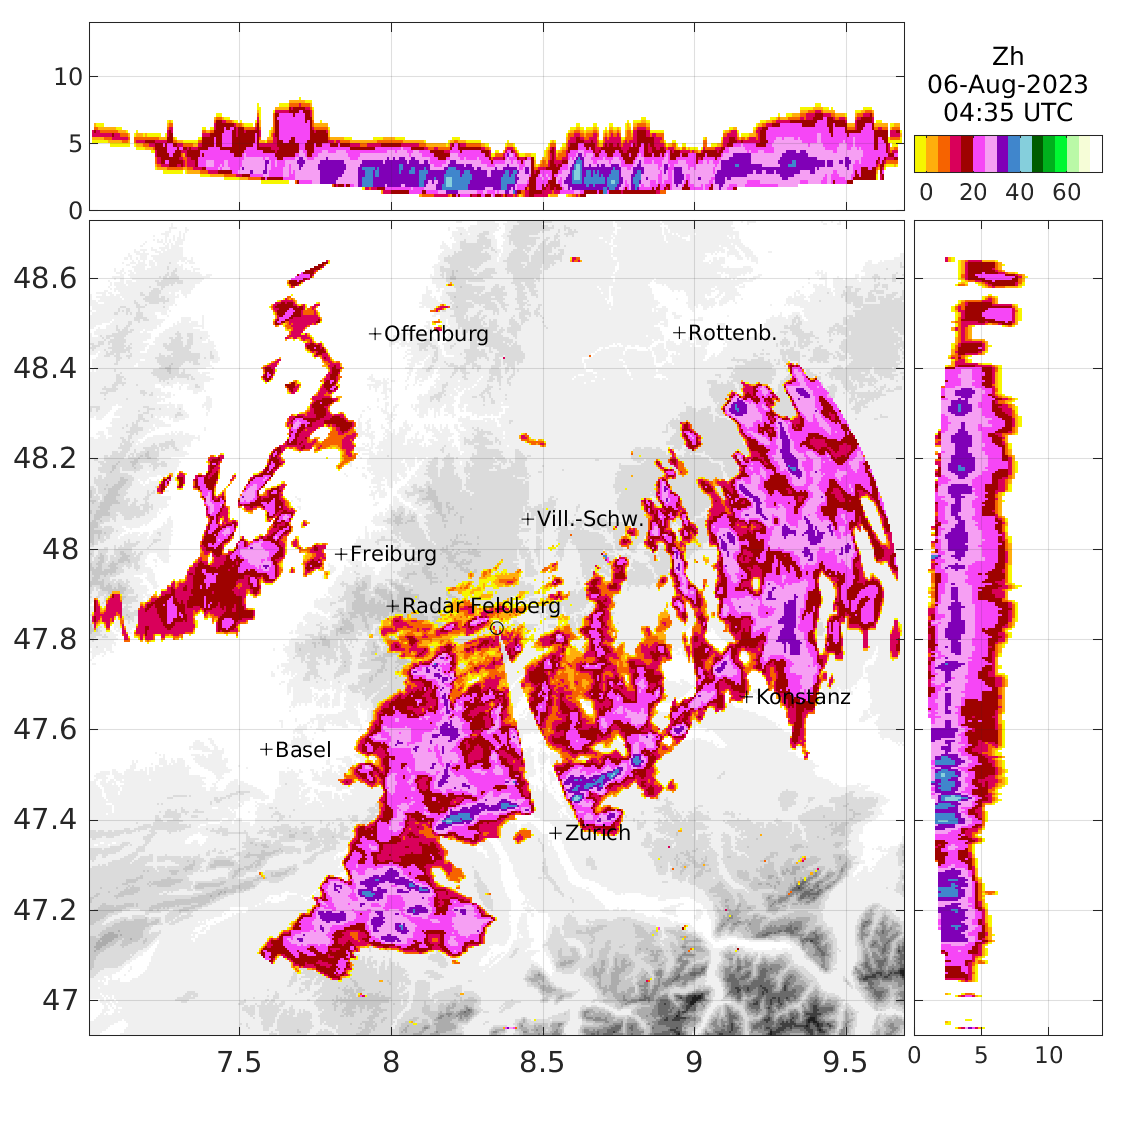 10
5
0
Zh
06-Aug-2023
04:35 UTC
0 20 40 60
48.6
48.4
48.2
48
47.8
47.6
47.4
47.2
47
+Offenburg
+Rottenb.
+Vill.-Schw.
+Freiburg
+Radar Feldberg
+Konstanz
+Basel
+Zürich
7.5 8 8.5 9 9.5
0 5 10